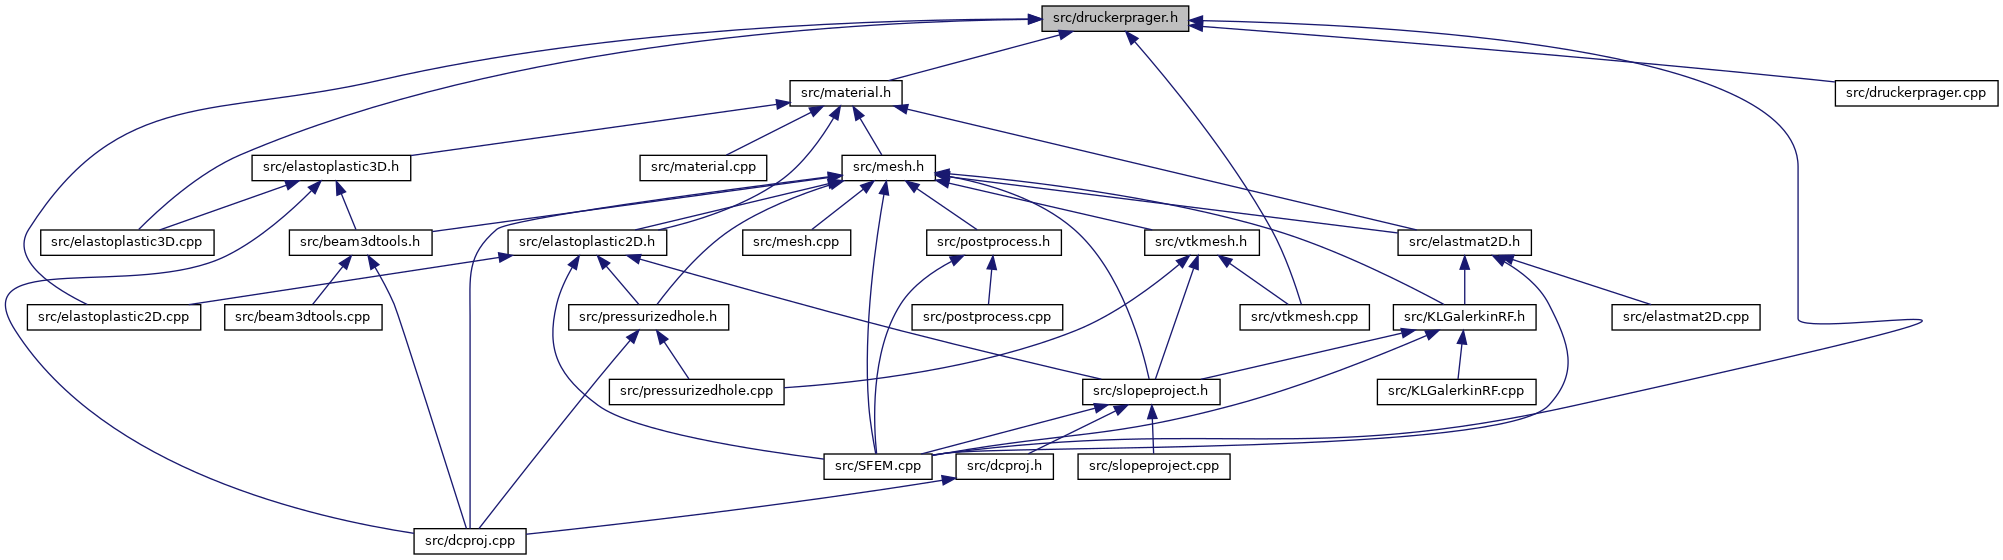 src/druckerprager.h
src/material.h
src/druckerprager.cpp
src/elastoplastic3D.h
src/material.cpp
src/mesh.h
src/elastoplastic3D.cpp
src/beam3dtools.h
src/elastoplastic2D.h
src/mesh.cpp
src/postprocess.h
src/vtkmesh.h
src/elastmat2D.h
src/elastoplastic2D.cpp
src/beam3dtools.cpp
src/pressurizedhole.h
src/postprocess.cpp
src/vtkmesh.cpp
src/KLGalerkinRF.h
src/elastmat2D.cpp
src/pressurizedhole.cpp
src/slopeproject.h
src/KLGalerkinRF.cpp
src/SFEM.cpp
src/dcproj.h
src/slopeproject.cpp
src/dcproj.cpp